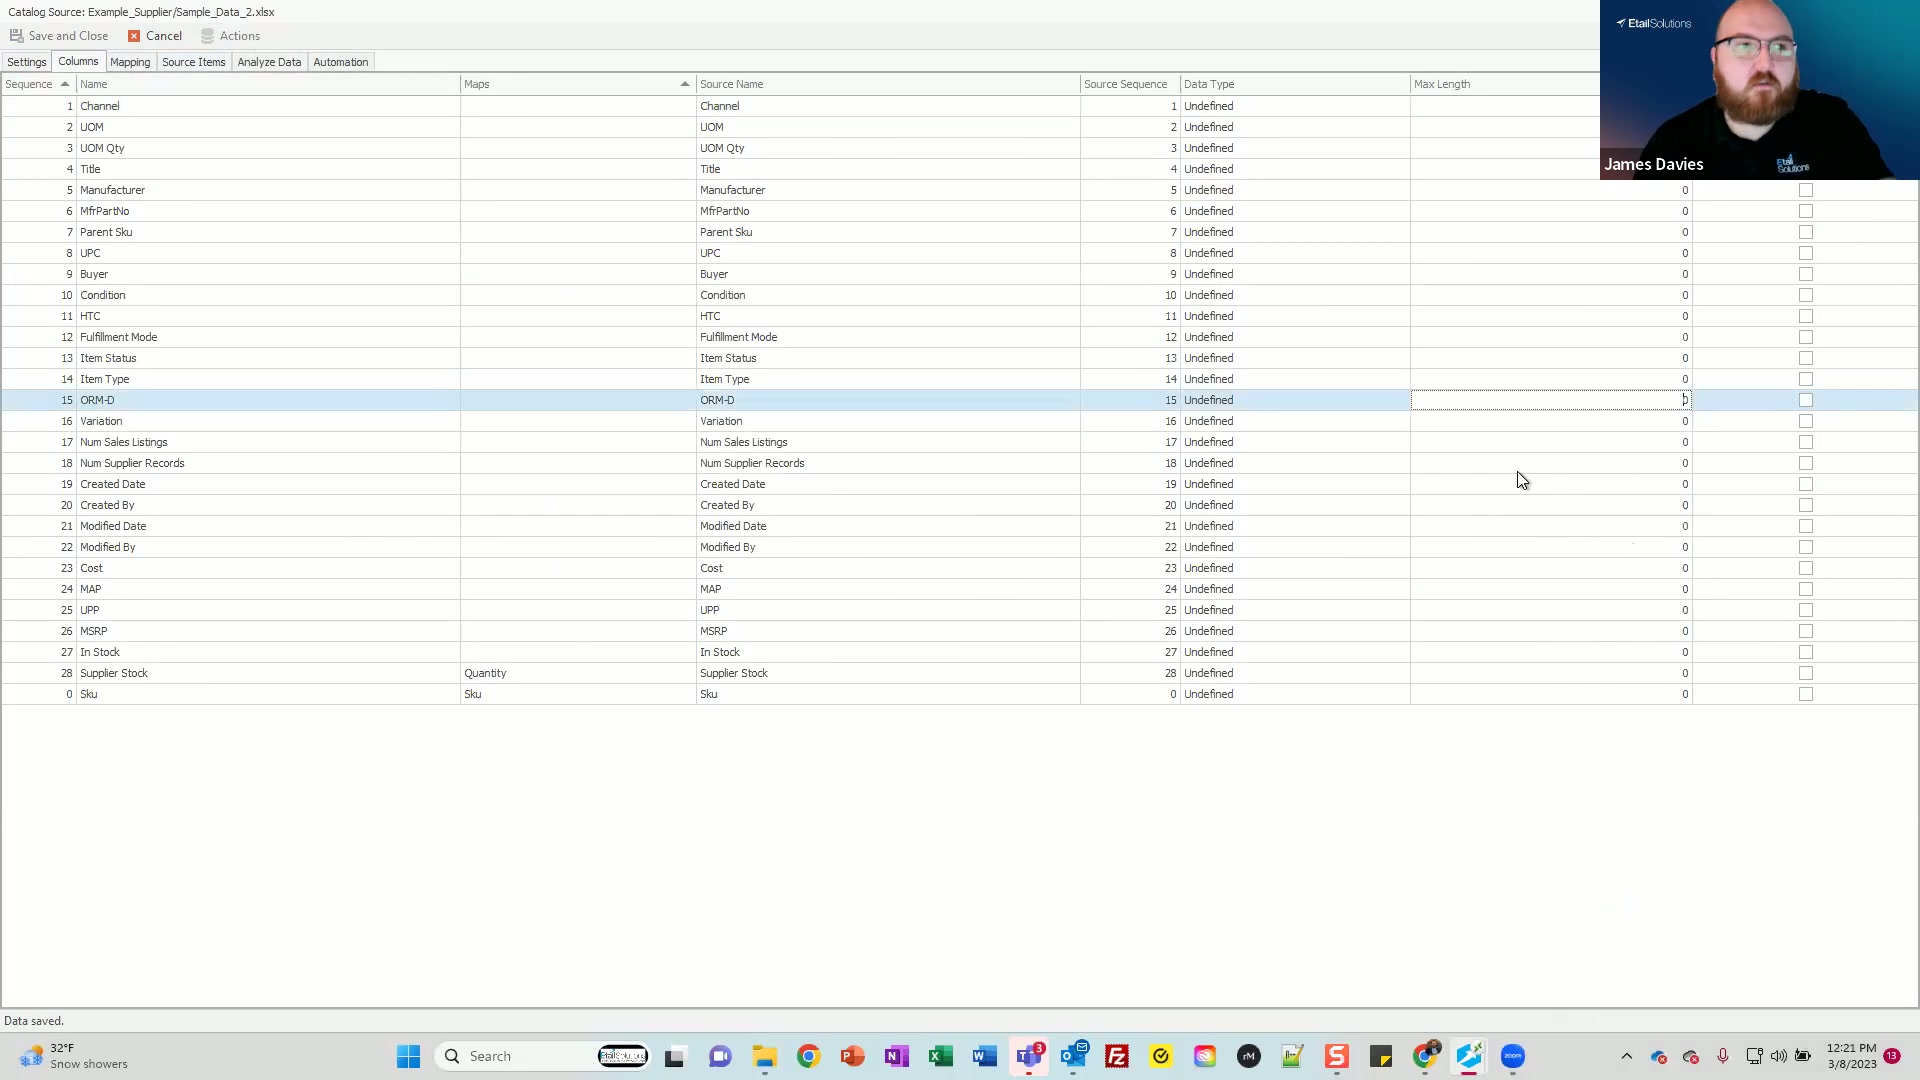 Catalog Source: Example_Supplier/Sample_Data_2.xlsx
Save and Close Cancel Actions
Settings Columns Mapping Source Items Analyze Data Automation
Sequence Name Maps Source Name Source Sequence Data Type Max Length
1 Channel Channel 1 Undefined
2 UOM UOM 2 Undefined
3 UOM Qty UOM Qty 3 Undefined
4 Title Title 4 Undefined
5 Manufacturer Manufacturer 5 Undefined 0
6 MfrPartNo MfrPartNo 6 Undefined 0
7 Parent Sku Parent Sku 7 Undefined 0
8 UPC UPC 8 Undefined 0
9 Buyer Buyer 9 Undefined 0
10 Condition Condition 10 Undefined 0
11 HTC HTC 11 Undefined 0
12 Fulfillment Mode Fulfillment Mode 12 Undefined 0
13 Item Status Item Status 13 Undefined 0
14 Item Type Item Type 14 Undefined 0
15 ORM-D ORM-D 15 Undefined 0
16 Variation Variation 16 Undefined 0
17 Num Sales Listings Num Sales Listings 17 Undefined 0
18 Num Supplier Records Num Supplier Records 18 Undefined 0
19 Created Date Created Date 19 Undefined 0
20 Created By Created By 20 Undefined 0
21 Modified Date Modified Date 21 Undefined 0
22 Modified By Modified By 22 Undefined 0
23 Cost Cost 23 Undefined 0
24 MAP MAP 24 Undefined 0
25 UPP UPP 25 Undefined 0
26 MSRP MSRP 26 Undefined 0
27 In Stock In Stock 27 Undefined 0
28 Supplier Stock Quantity Supplier Stock 28 Undefined 0
0 Sku Sku Sku 0 Undefined 0
EtailSolutions
Etail
Solutions
James Davies
Data saved.
32°F
Snow showers
Search
EtailSolutions
3
rM
zoom
12:21 PM
3/8/2023
13